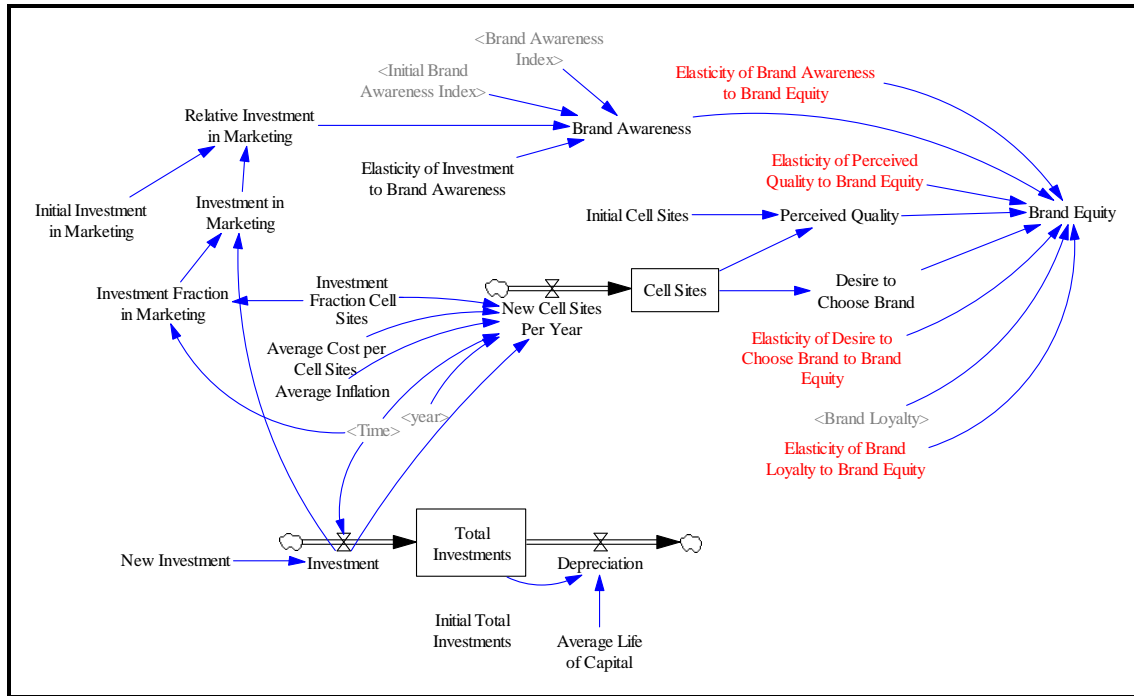 <Brand Awareness
Index>
<Initial Brand
Awareness Index>
Elasticity of Brand Awareness
to Brand Equity
Relative Investment
in Marketing
Brand Awareness
Elasticity of Investment
to Brand Awareness
Elasticity of Perceived
Quality to Brand Equity
Initial Investment
in Marketing
Investment in
Marketing
Initial Cell Sites
Perceived Quality
Brand Equity
Investment Fraction
in Marketing
Investment
Fraction Cell
Sites
New Cell Sites
Per Year
Cell Sites
Desire to
Choose Brand
Average Cost per
Cell Sites
Average Inflation
Elasticity of Desire to
Choose Brand to Brand
Equity
<year>
<Time>
<Brand Loyalty>
Elasticity of Brand
Loyalty to Brand Equity
New Investment
Investment
Total
Investments
Depreciation
Initial Total
Investments
Average Life
of Capital